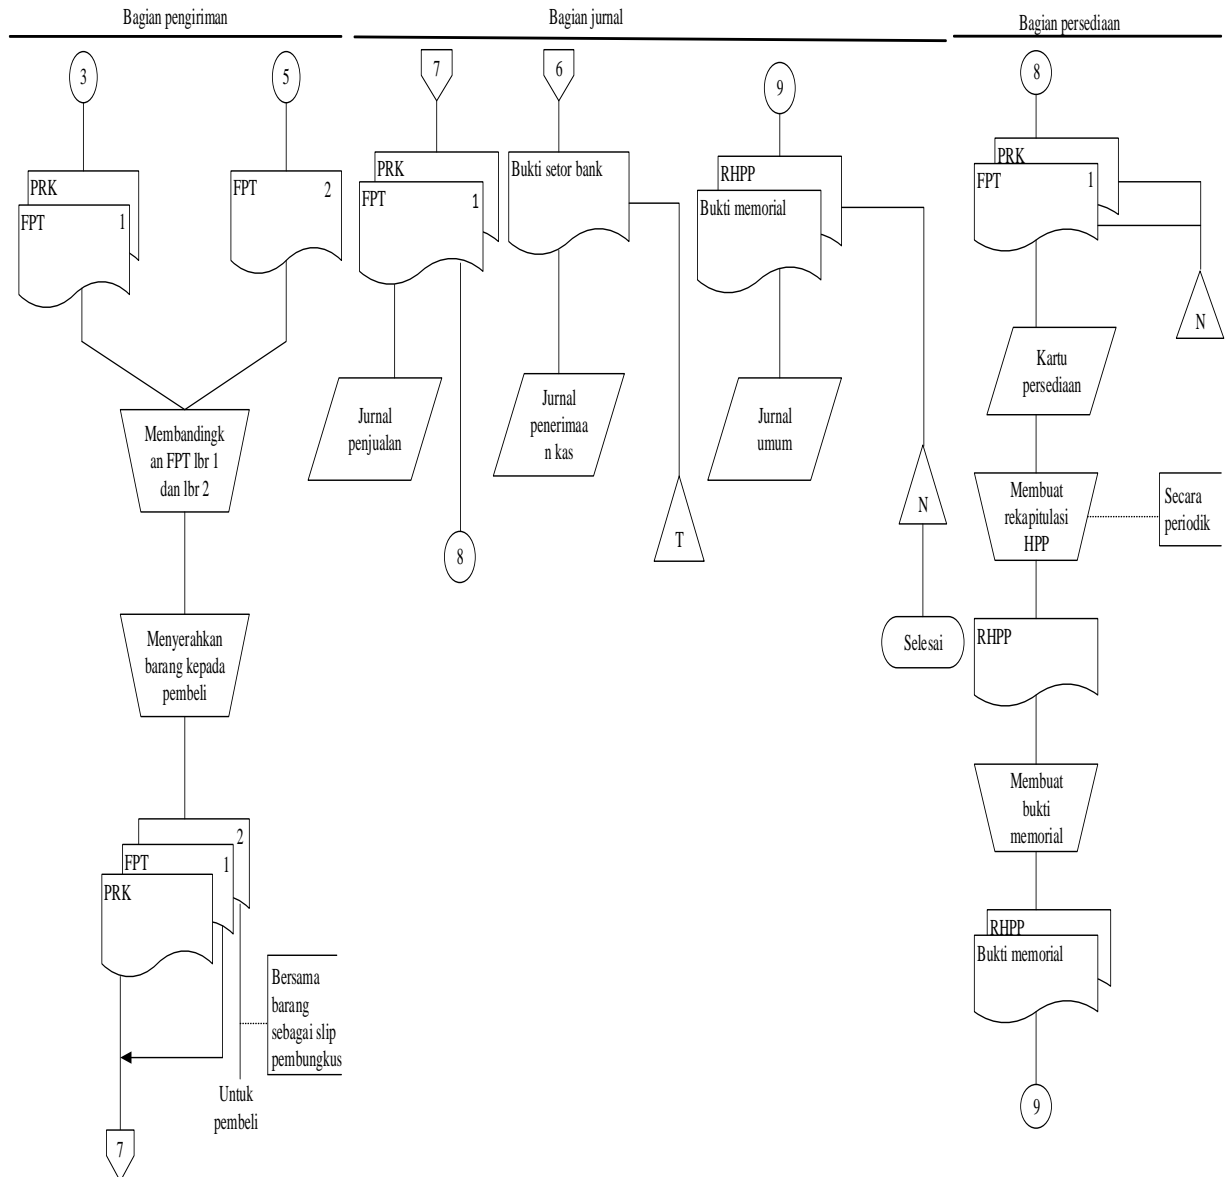 Bagian pengiriman
3
5
PRK
FPT 1
FPT 2
Membandingk
an FPT lbr 1
dan lbr 2
Menyerahkan
barang kepada
pembeli
2
FPT 1
PRK
Bersama
barang
sebagai slip
pembungkus
Untuk
pembeli
7
Bagian jurnal
7
PRK
FPT 1
Jurnal
penjualan
8
6
Bukti setor bank
Jurnal
penerimaa
n kas
T
9
RHPP
Bukti memorial
Jurnal
umum
N
Selesai
Bagian persediaan
8
PRK
FPT 1
N
Kartu
persediaan
Membuat
rekapitulasi
HPP
Secara
periodik
RHPP
Membuat
bukti
memorial
RHPP
Bukti memorial
9